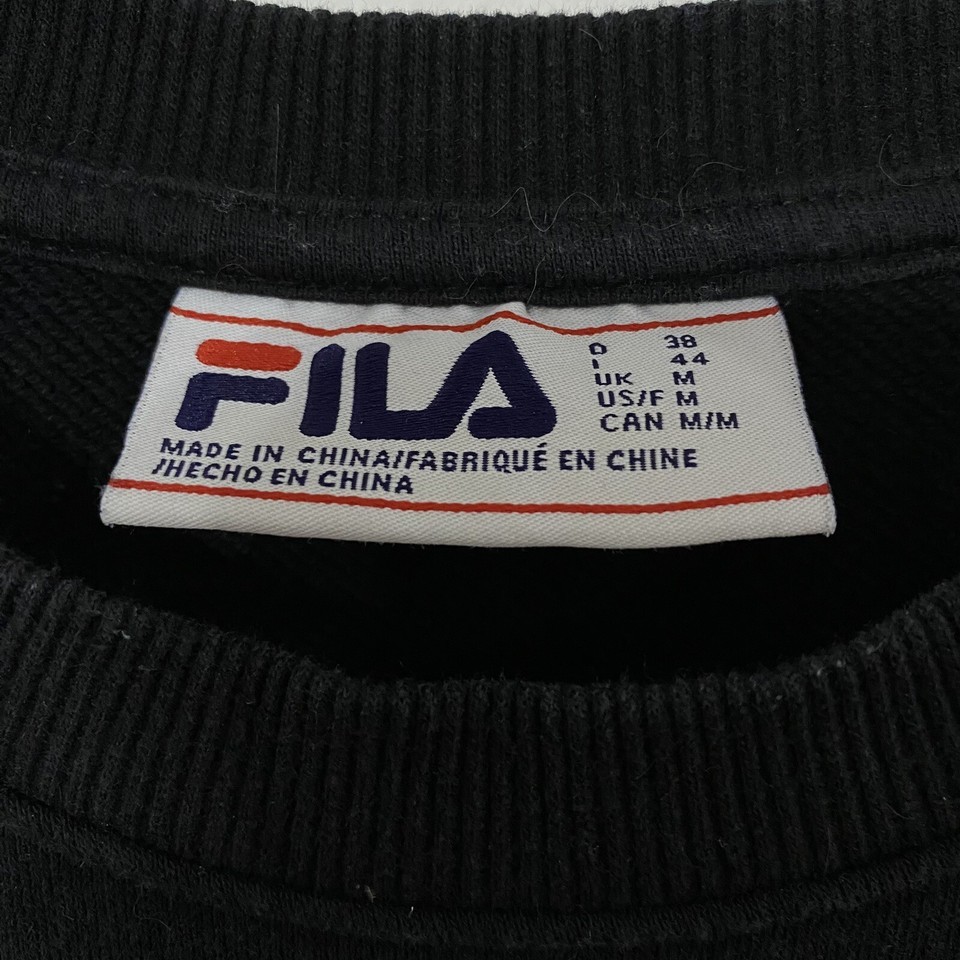 FILA
D 38
I 44
UK M
US/F M
CAN M/M
MADE IN CHINA/FABRIQUÉ EN CHINE
/HECHO EN CHINA